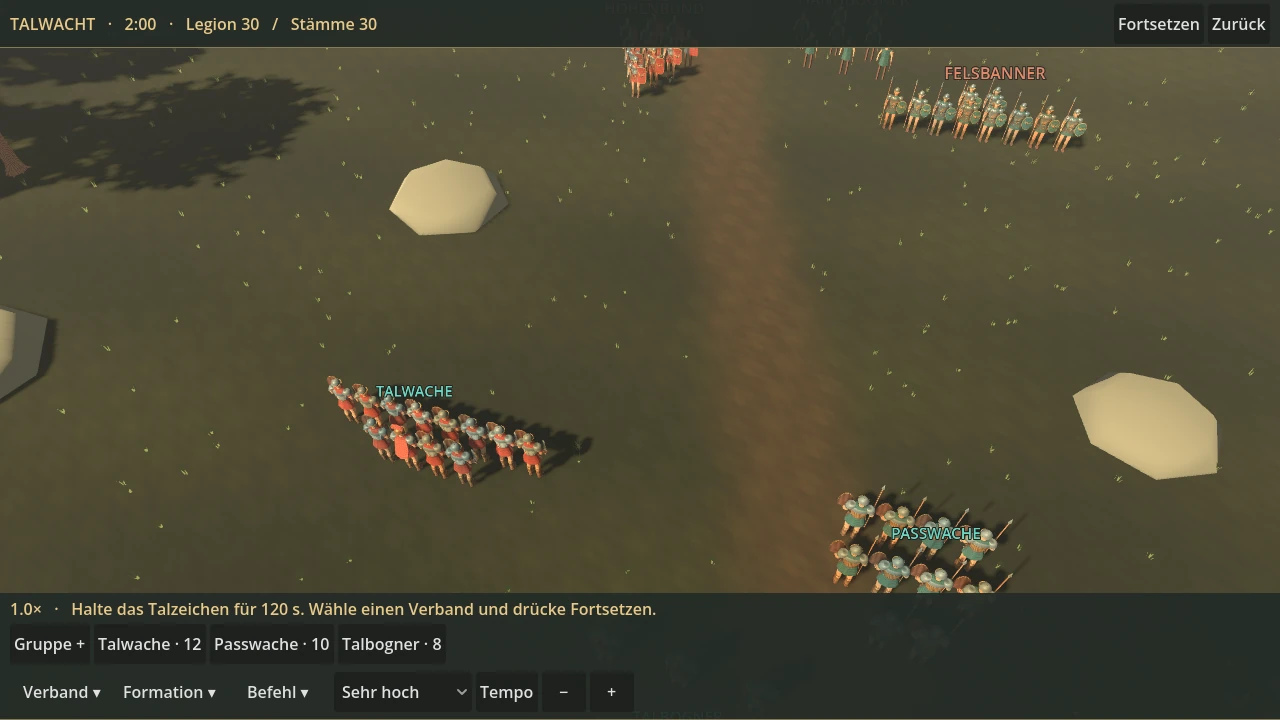 TALWACHT · 2:00 · Legion 30 / Stämme 30
Fortsetzen Zurück
FELSBANNER
TALWACHE
PASSWACHE
1.0× · Halte das Talzeichen für 120 s. Wähle einen Verband und drücke Fortsetzen.
Gruppe + Talwache · 12 Passwache · 10 Talbogner · 8
Verband ▾ Formation ▾ Befehl ▾ Sehr hoch Tempo − +
TALBOGNER